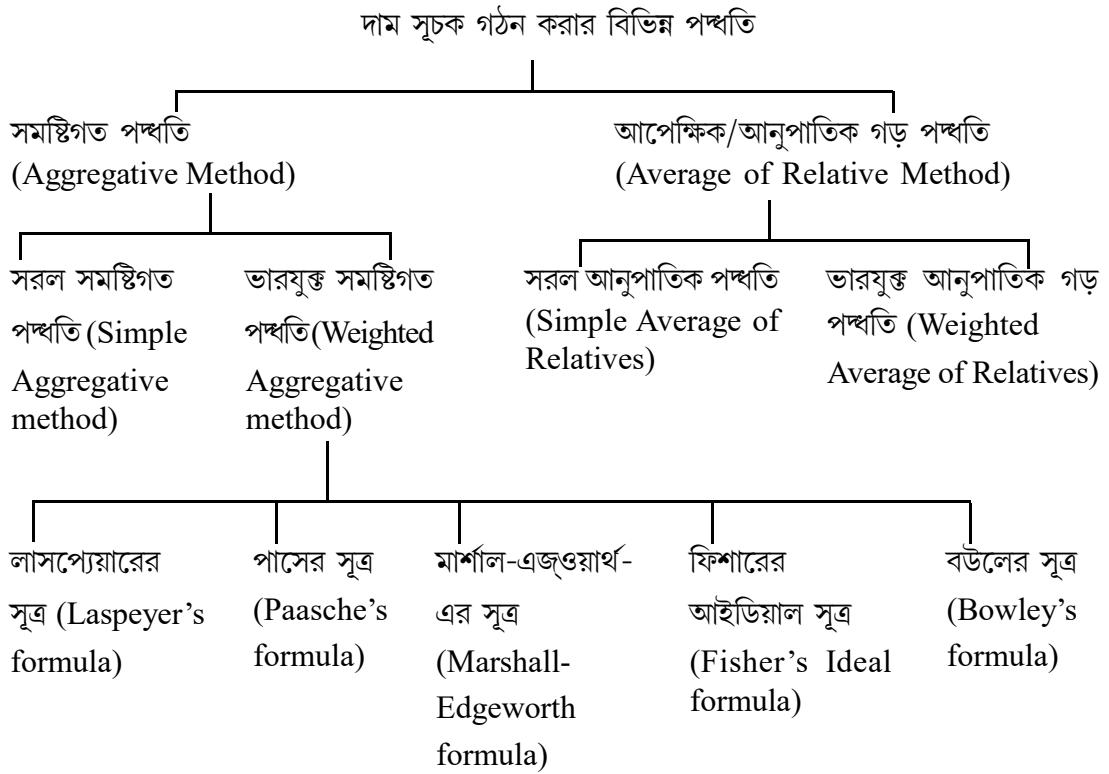 দাম সূচক গঠন করার বিভিন্ন পদ্ধতি
সমষ্টিগত পদ্ধতি
(Aggregative Method)
আপেক্ষিক/আনুপাতিক গড় পদ্ধতি
(Average of Relative Method)
সরল সমষ্টিগত
পদ্ধতি (Simple
Aggregative
method)
ভারযুক্ত সমষ্টিগত
পদ্ধতি(Weighted
Aggregative
method)
সরল আনুপাতিক পদ্ধতি
(Simple Average of
Relatives)
ভারযুক্ত আনুপাতিক গড়
পদ্ধতি (Weighted
Average of Relatives)
লাসপ্যেয়ারের
সূত্র (Laspeyer’s
formula)
পাসের সূত্র
(Paasche’s
formula)
মার্শাল-এজ্ওয়ার্থ-
এর সূত্র
(Marshall-
Edgeworth
formula)
ফিশারের
আইডিয়াল সূত্র
(Fisher’s Ideal
formula)
বউলের সূত্র
(Bowley’s
formula)